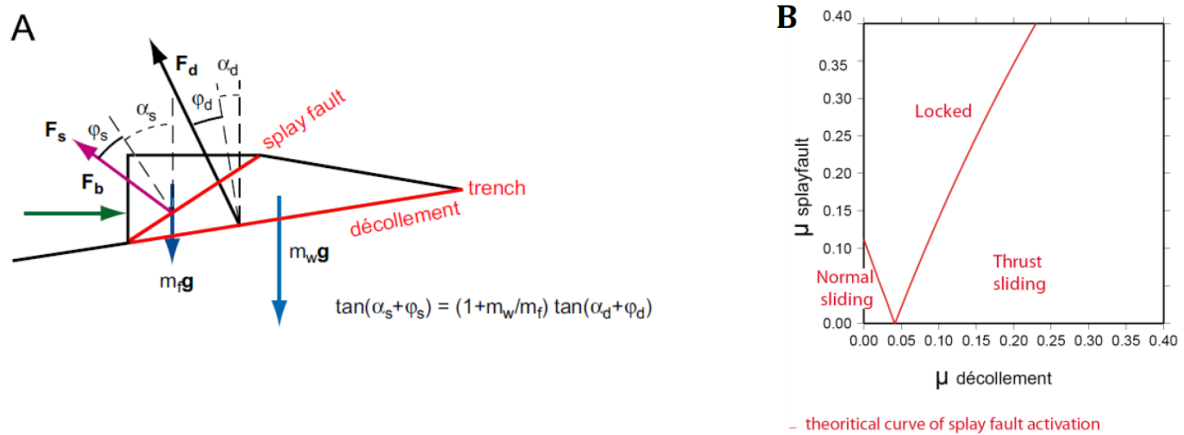 A
F_d
α_d
φ_d
α_s
φ_s
F_s
F_b
splay fault
trench
décollement
m_f g
m_w g
tan(α_s+φ_s) = (1+m_w/m_f) tan(α_d+φ_d)
B
0.40
0.35
0.30
0.25
0.20
0.15
0.10
0.05
0.00
μ splayfault
Locked
Normal
sliding
Thrust
sliding
0.00 0.05 0.10 0.15 0.20 0.25 0.30 0.35 0.40
μ décollement
– theoritical curve of splay fault activation